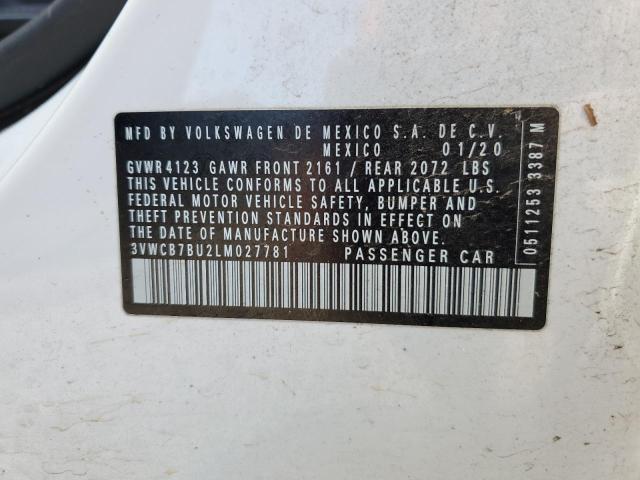 MFD BY VOLKSWAGEN DE MEXICO S.A. DE C.V.
MEXICO 01/20
GVWR4123 GAWR FRONT 2161 / REAR 2072 LBS
THIS VEHICLE CONFORMS TO ALL APPLICABLE U.S.
FEDERAL MOTOR VEHICLE SAFETY, BUMPER AND
THEFT PREVENTION STANDARDS IN EFFECT ON
THE DATE OF MANUFACTURE SHOWN ABOVE.
3VWCB7BU2LM027781 PASSENGER CAR
0511253 3387 M